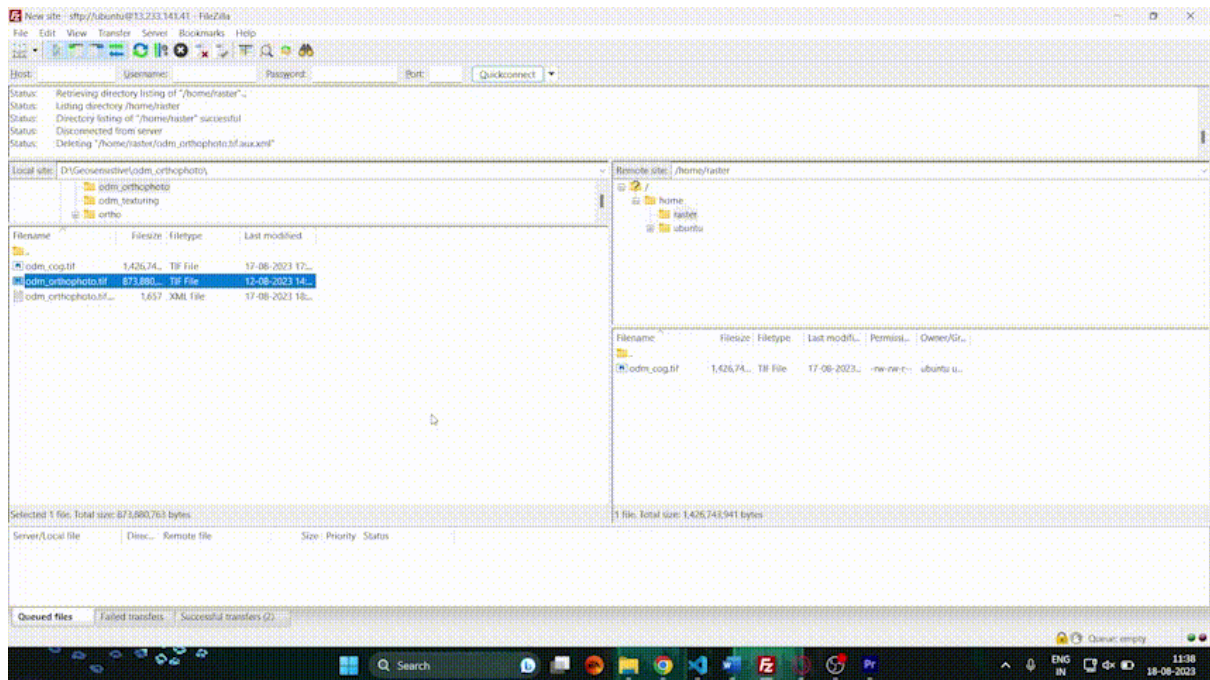 New site - sftp://ubuntu@13.233.141.41 - FileZilla
File Edit View Transfer Server Bookmarks Help
Host: Username: Password: Port: Quickconnect
Status: Retrieving directory listing of "/home/raster"...
Status: Listing directory /home/raster
Status: Directory listing of "/home/raster" successful
Status: Disconnected from server
Status: Deleting "/home/raster/odm_orthophoto.tif.aux.xml"
Local site: D:\Geosensitive\odm_orthophoto\
odm_orthophoto
odm_texturing
ortho
Filename Filesize Filetype Last modified
..
odm_cog.tif 1,426,74... TIF File 17-08-2023 17:...
odm_orthophoto.tif 873,880,... TIF File 12-08-2023 14:...
odm_orthophoto.tif.... 1,657 XML File 17-08-2023 18:...
Selected 1 file. Total size: 873,880,763 bytes
Remote site: /home/raster
/
home
raster
ubuntu
Filename Filesize Filetype Last modifi... Permissi... Owner/Gr...
..
odm_cog.tif 1,426,74... TIF File 17-08-2023... -rw-rw-r-- ubuntu u...
1 file. Total size: 1,426,743,941 bytes
Server/Local file Direc... Remote file Size Priority Status
Queued files Failed transfers Successful transfers (2)
Queue: empty
Search
Pr
ENG
IN
11:38
18-08-2023